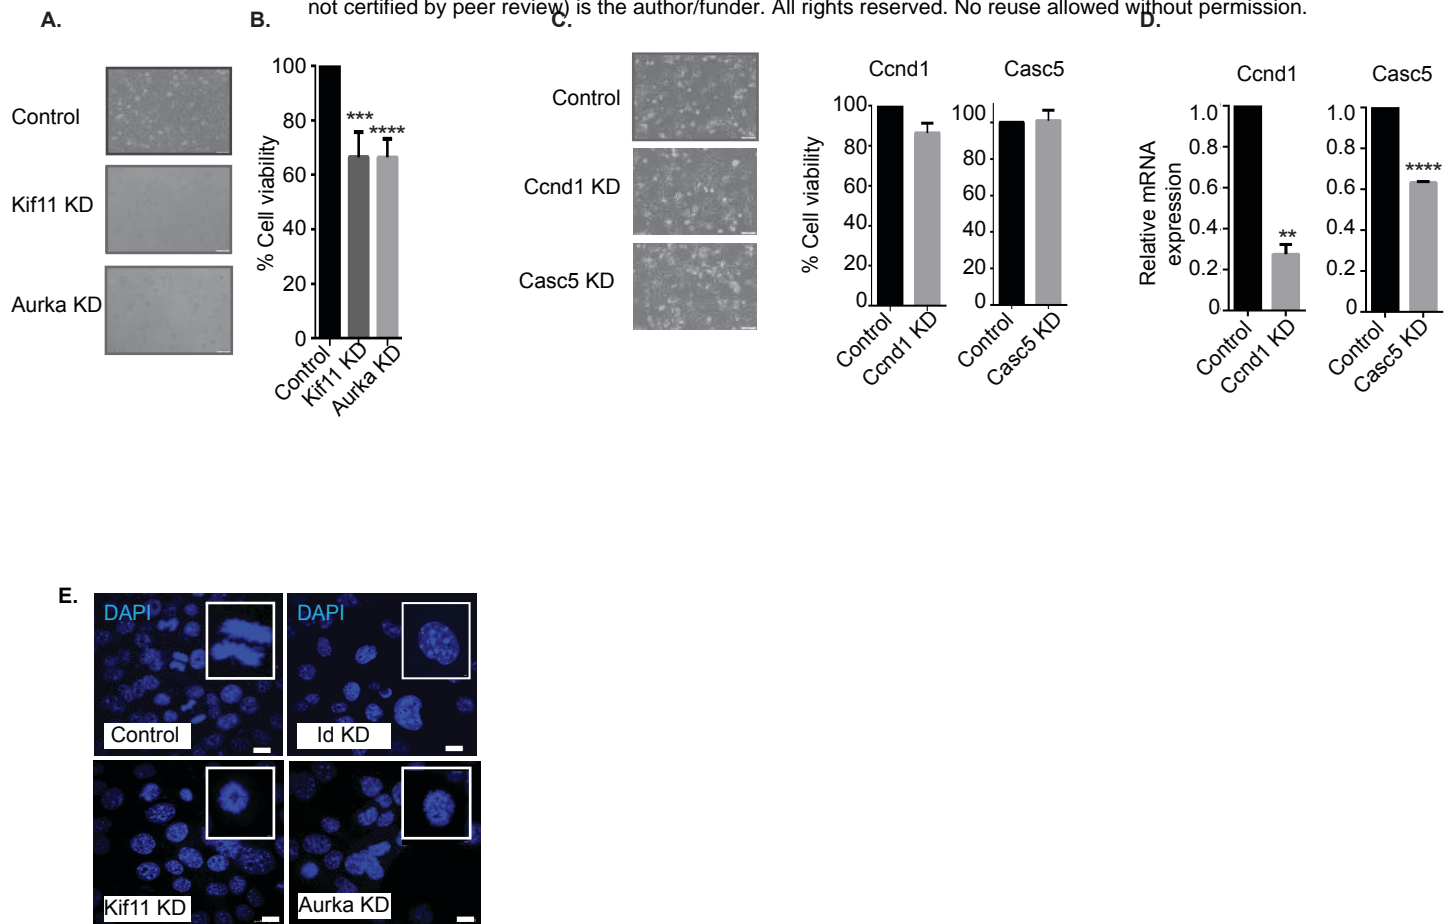 not certified by peer review) is the author/funder. All rights reserved. No reuse allowed without permission.
A.
B.
C.
D.
Control
Kif11 KD
Aurka KD
% Cell viability
100
80
60
40
20
0
***
****
Control
Kif11 KD
Aurka KD
Control
Ccnd1 KD
Casc5 KD
Ccnd1
% Cell viability
100
80
60
40
20
0
Control
Ccnd1 KD
Casc5
100
80
60
40
20
0
Control
Casc5 KD
Ccnd1
Relative mRNA
expression
1.0
0.8
0.6
0.4
0.2
0
**
Control
Ccnd1 KD
Casc5
1.0
0.8
0.6
0.4
0.2
0
****
Control
Casc5 KD
E.
DAPI
Control
DAPI
Id KD
Kif11 KD
Aurka KD